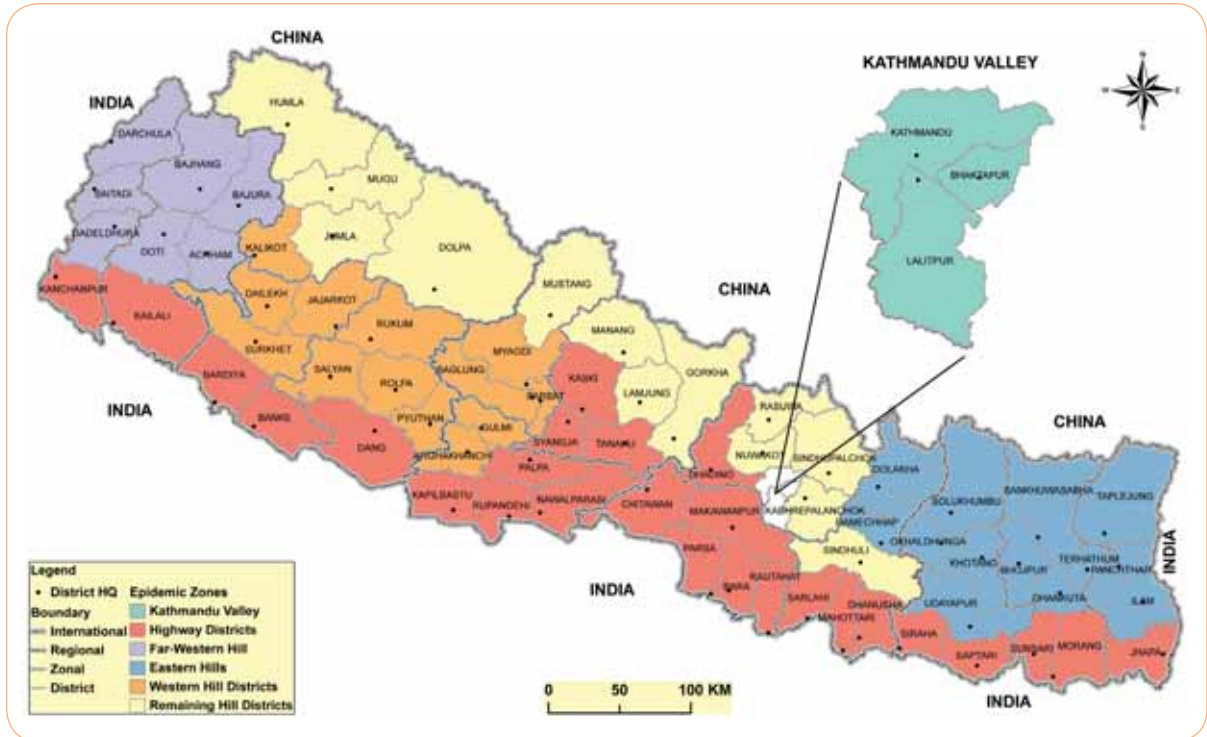 CHINA
INDIA
KATHMANDU VALLEY
N
W
E
S
HUMLA
DARCHULA
BAJHANG
BAITADI
BAJURA
MUGU
DADELDHURA
DOTI
ACHHAM
KALIKOT
JUMLA
DOLPA
KATHMANDU
BHAKTAPUR
LALITPUR
KANCHANPUR
KAILALI
DAILEKH
JAJARKOT
RUKUM
MUSTANG
CHINA
MANANG
SURKHET
SALYAN
ROLPA
MYAGDI
BAGLUNG
KASKI
LAMJUNG
GORKHA
INDIA
BARDIYA
BANKE
DANG
PYUTHAN
PARBAT
GULMI
ARGHAKHANCHI
SYANGJA
TANAHU
PALPA
RASUWA
NUWAKOT
SINDHUPALCHOK
DHADING
CHINA
KAPILBASTU
RUPANDEHI
NAWALPARASI
CHITAWAN
MAKAWANPUR
KABHREPALANCHOK
DOLAKHA
RAMECHHAP
SOLUKHUMBU
SANKHUWASABHA
TAPLEJUNG
OKHALDHUNGA
KHOTANG
BHOJPUR
TERHATHUM
PANCHTHAR
INDIA
SINDHULI
PARSA
BARA
RAUTAHAT
SARLAHI
MAHOTTARI
DHANUSHA
UDAYAPUR
DHANKUTA
ILAM
INDIA
SIRAHA
SAPTARI
SUNSARI
MORANG
JHAPA
INDIA
Legend
District HQ
Boundary
International
Regional
Zonal
District
Epidemic Zones
Kathmandu Valley
Highway Districts
Far-Western Hill
Eastern Hills
Western Hill Districts
Remaining Hill Districts
0 50 100 KM